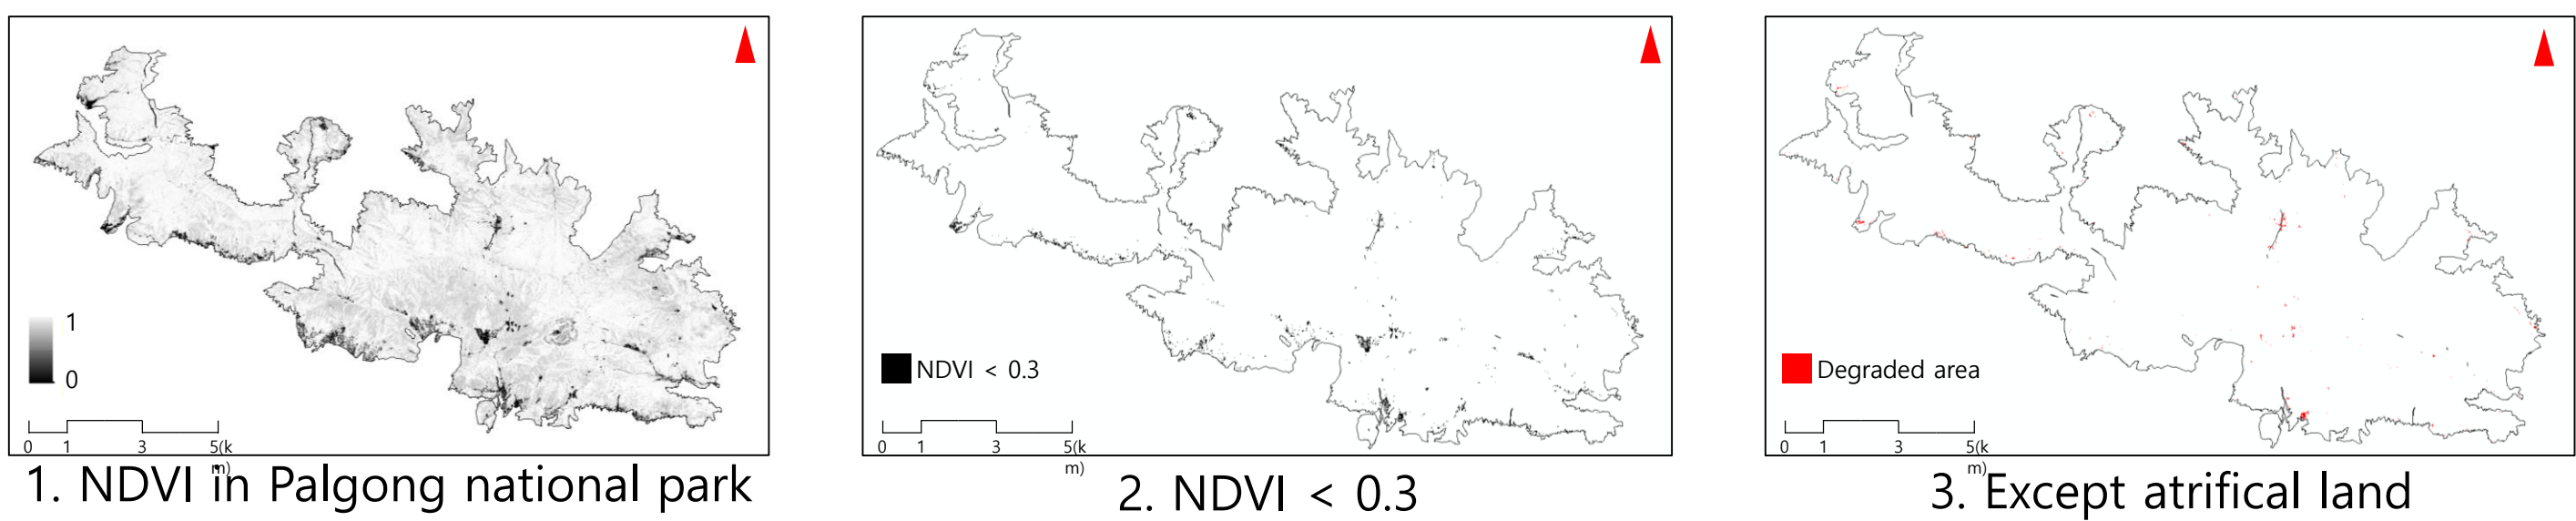 1
0
0 1 3 5(k
m)
1. NDVI in Palgong national park
NDVI < 0.3
0 1 3 5(k
m)
2. NDVI < 0.3
Degraded area
0 1 3 5(k
m)
3. Except atrifical land